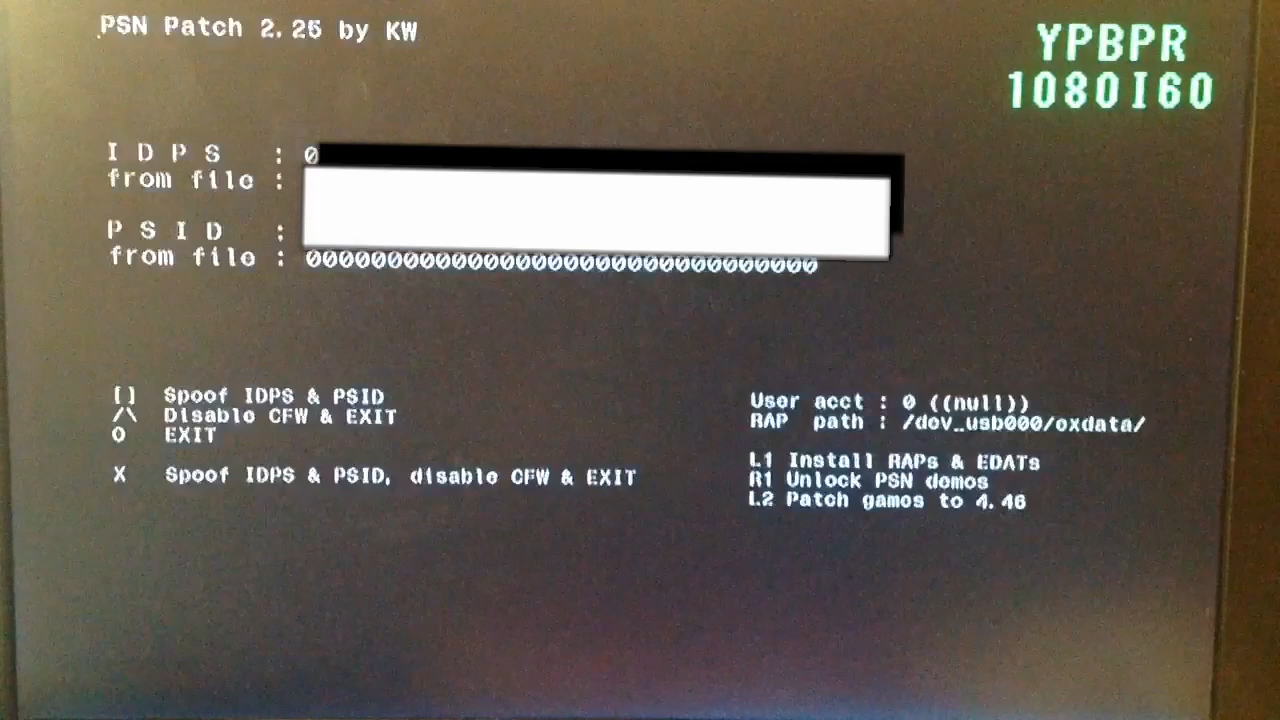 PSN Patch 2.25 by KW
YPBPR
1080I60
I D P S : 0
from file :
P S I D :
from file : 00000000000000000000000000000000
[] Spoof IDPS & PSID
/\ Disable CFW & EXIT
O EXIT
X Spoof IDPS & PSID, disable CFW & EXIT
User acct : 0 ((null))
RAP path : /dev_usb000/exdata/
L1 Install RAPs & EDATs
R1 Unlock PSN demos
L2 Patch games to 4.46